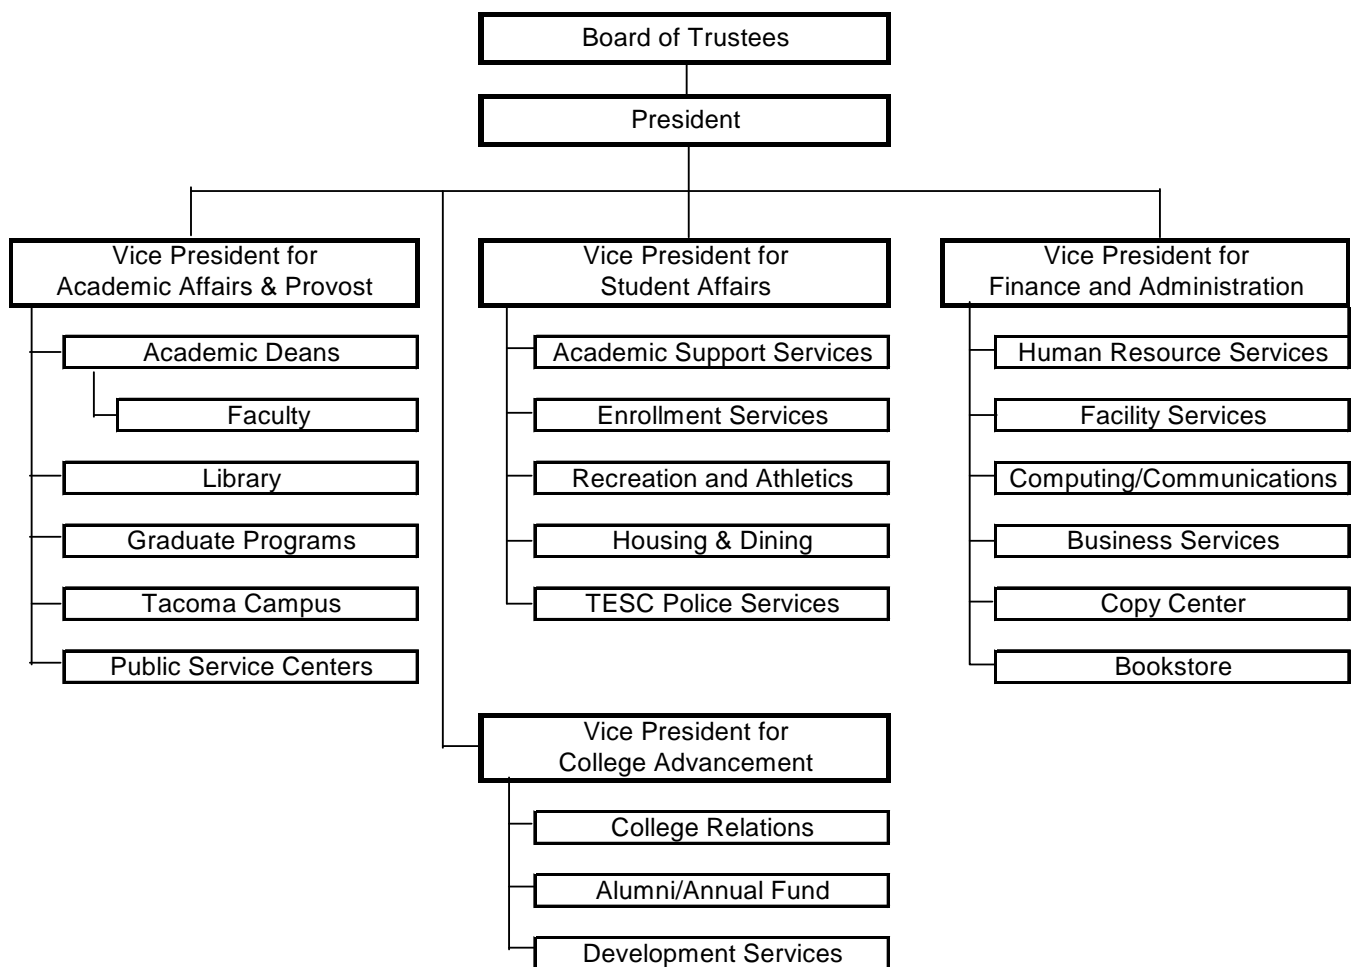 Board of Trustees
President
Vice President for
Academic Affairs & Provost
Academic Deans
Faculty
Library
Graduate Programs
Tacoma Campus
Public Service Centers
Vice President for
Student Affairs
Academic Support Services
Enrollment Services
Recreation and Athletics
Housing & Dining
TESC Police Services
Vice President for
Finance and Administration
Human Resource Services
Facility Services
Computing/Communications
Business Services
Copy Center
Bookstore
Vice President for
College Advancement
College Relations
Alumni/Annual Fund
Development Services